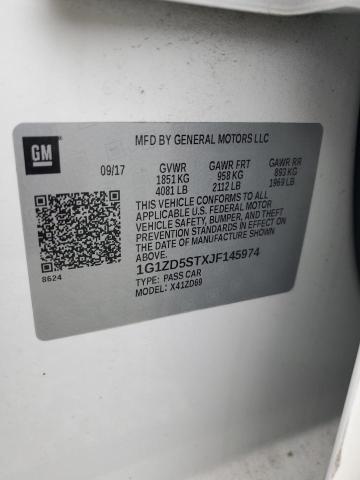 GM
MFD BY GENERAL MOTORS LLC
09/17 GVWR GAWR FRT GAWR RR
1851KG 958 KG 893 KG
4081 LB 2112 LB 1969 LB
THIS VEHICLE CONFORMS TO ALL
APPLICABLE U.S. FEDERAL MOTOR
VEHICLE SAFETY, BUMPER, AND THEFT
PREVENTION STANDARDS IN EFFECT ON
THE DATE OF MANUFACTURE SHOWN
ABOVE.
1G1ZD5STXJF145974
8624
TYPE: PASS CAR
MODEL: X41ZD69